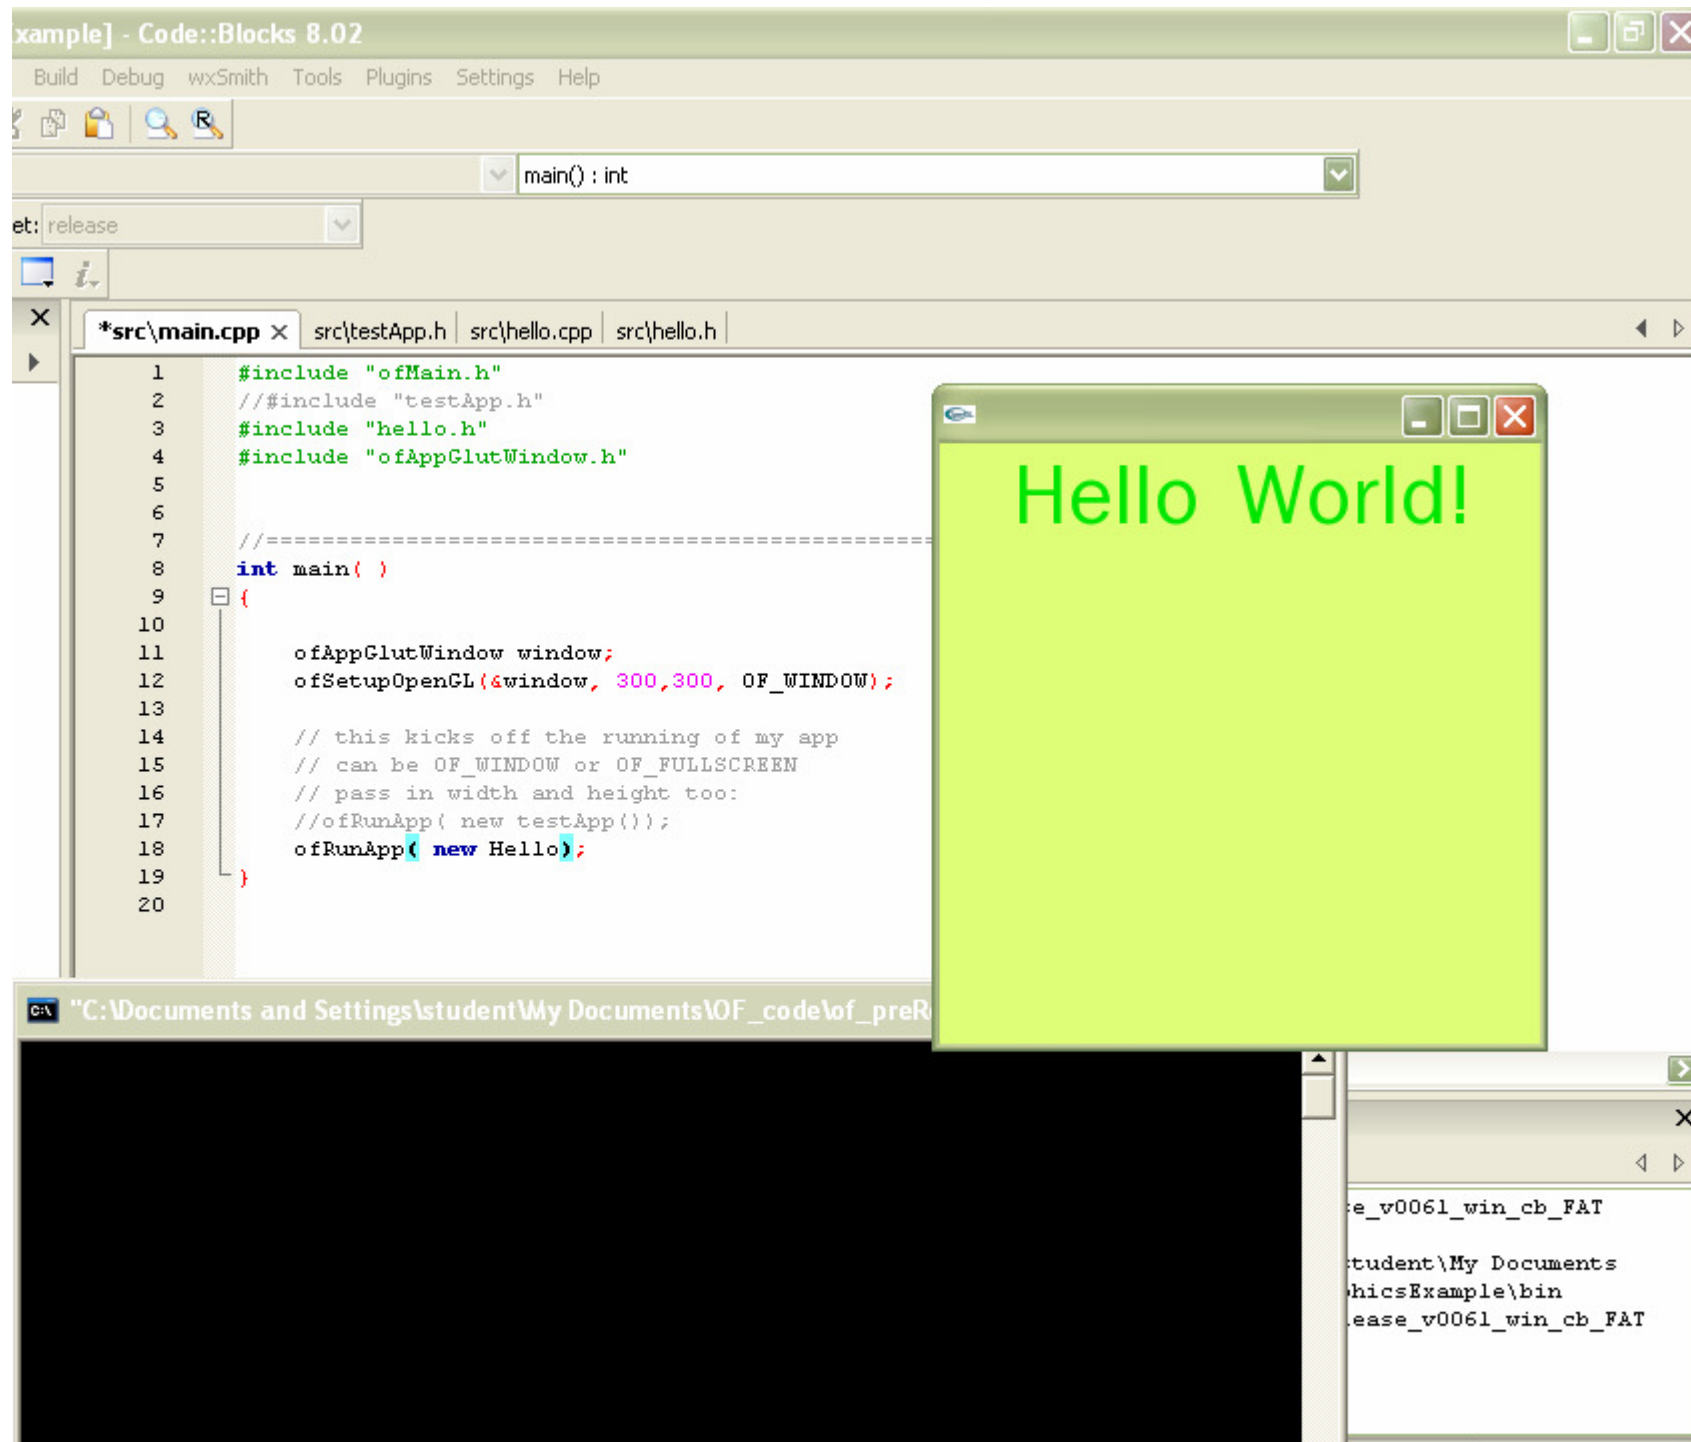 xample] - Code::Blocks 8.02
Build Debug wxSmith Tools Plugins Settings Help
main() : int
et: release
*src\main.cpp src\testApp.h src\hello.cpp src\hello.h
1 #include "ofMain.h"
2 //#include "testApp.h"
3 #include "hello.h"
4 #include "ofAppGlutWindow.h"
5
6
7 //================================================
8 int main( )
9 {
10
11 ofAppGlutWindow window;
12 ofSetupOpenGL(&window, 300,300, OF_WINDOW);
13
14 // this kicks off the running of my app
15 // can be OF_WINDOW or OF_FULLSCREEN
16 // pass in width and height too:
17 //ofRunApp( new testApp());
18 ofRunApp( new Hello);
19 }
20
Hello World!
"C:\Documents and Settings\student\My Documents\OF_code\of_preR
e_v0061_win_cb_FAT
tudent\My Documents
hicsExample\bin
ease_v0061_win_cb_FAT